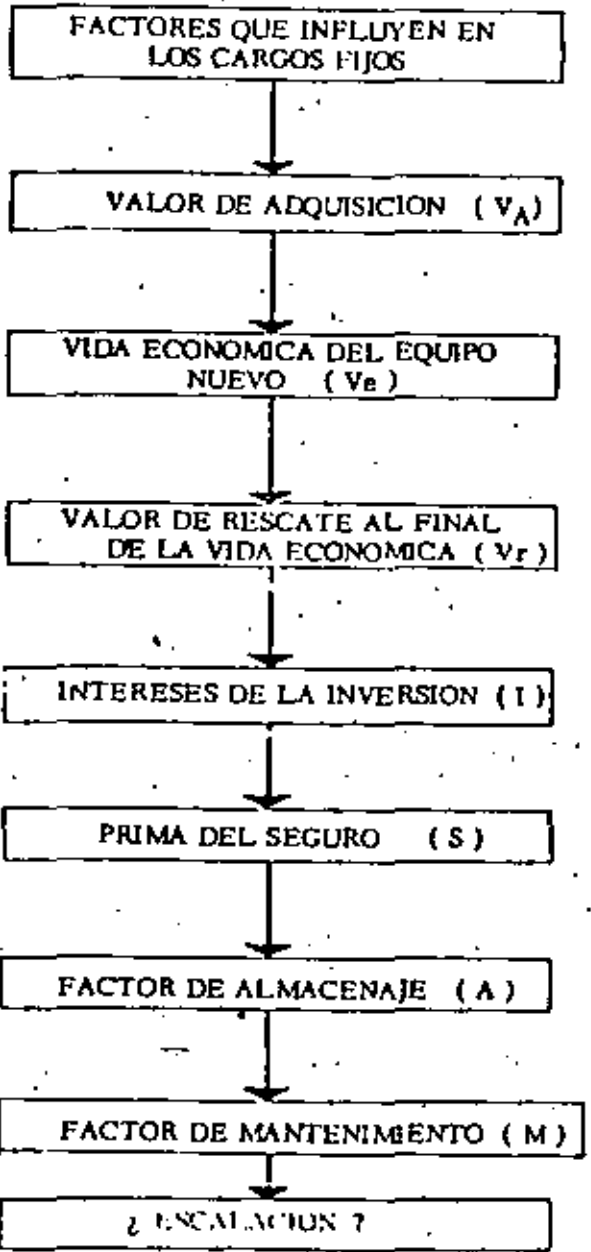 FACTORES QUE INFLUYEN EN
LOS CARGOS FIJOS
VALOR DE ADQUISICION ( VA)
VIDA ECONOMICA DEL EQUIPO
NUEVO ( Ve )
VALOR DE RESCATE AL FINAL
DE LA VIDA ECONOMICA ( Vr )
INTERESES DE LA INVERSION ( I )
PRIMA DEL SEGURO ( S )
FACTOR DE ALMACENAJE ( A )
FACTOR DE MANTENIMIENTO ( M )
¿ ESCALACION ?